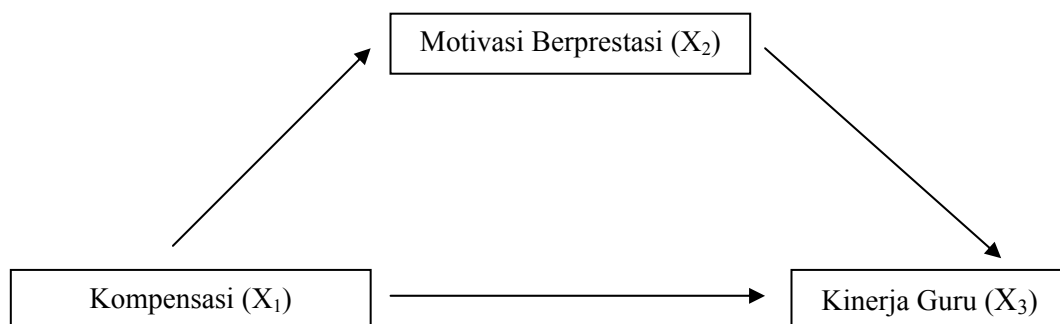 Motivasi Berprestasi (X₂)
Kompensasi (X₁)
Kinerja Guru (X₃)